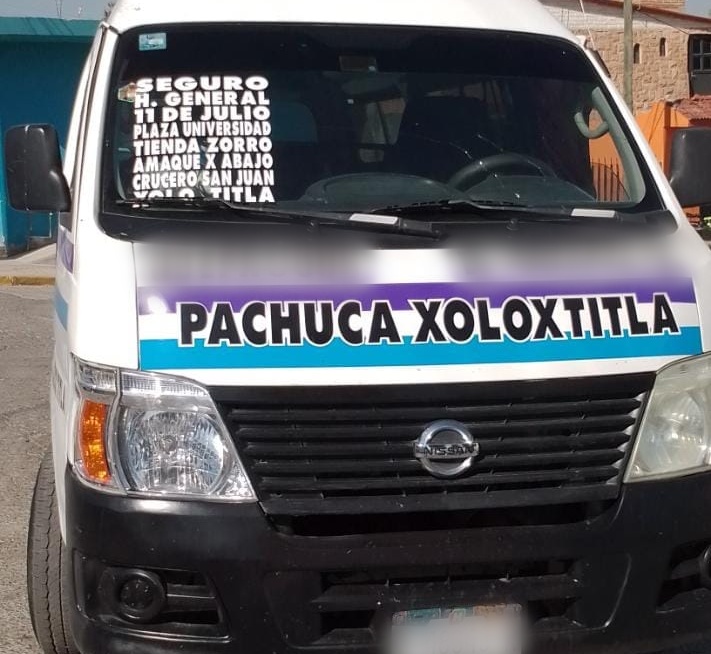 SEGURO
H. GENERAL
11 DE JULIO
PLAZA UNIVERSIDAD
TIENDA ZORRO
AMAQUE X ABAJO
CRUCERO SAN JUAN
XOLOXTITLA
PACHUCA XOLOXTITLA
NISSAN